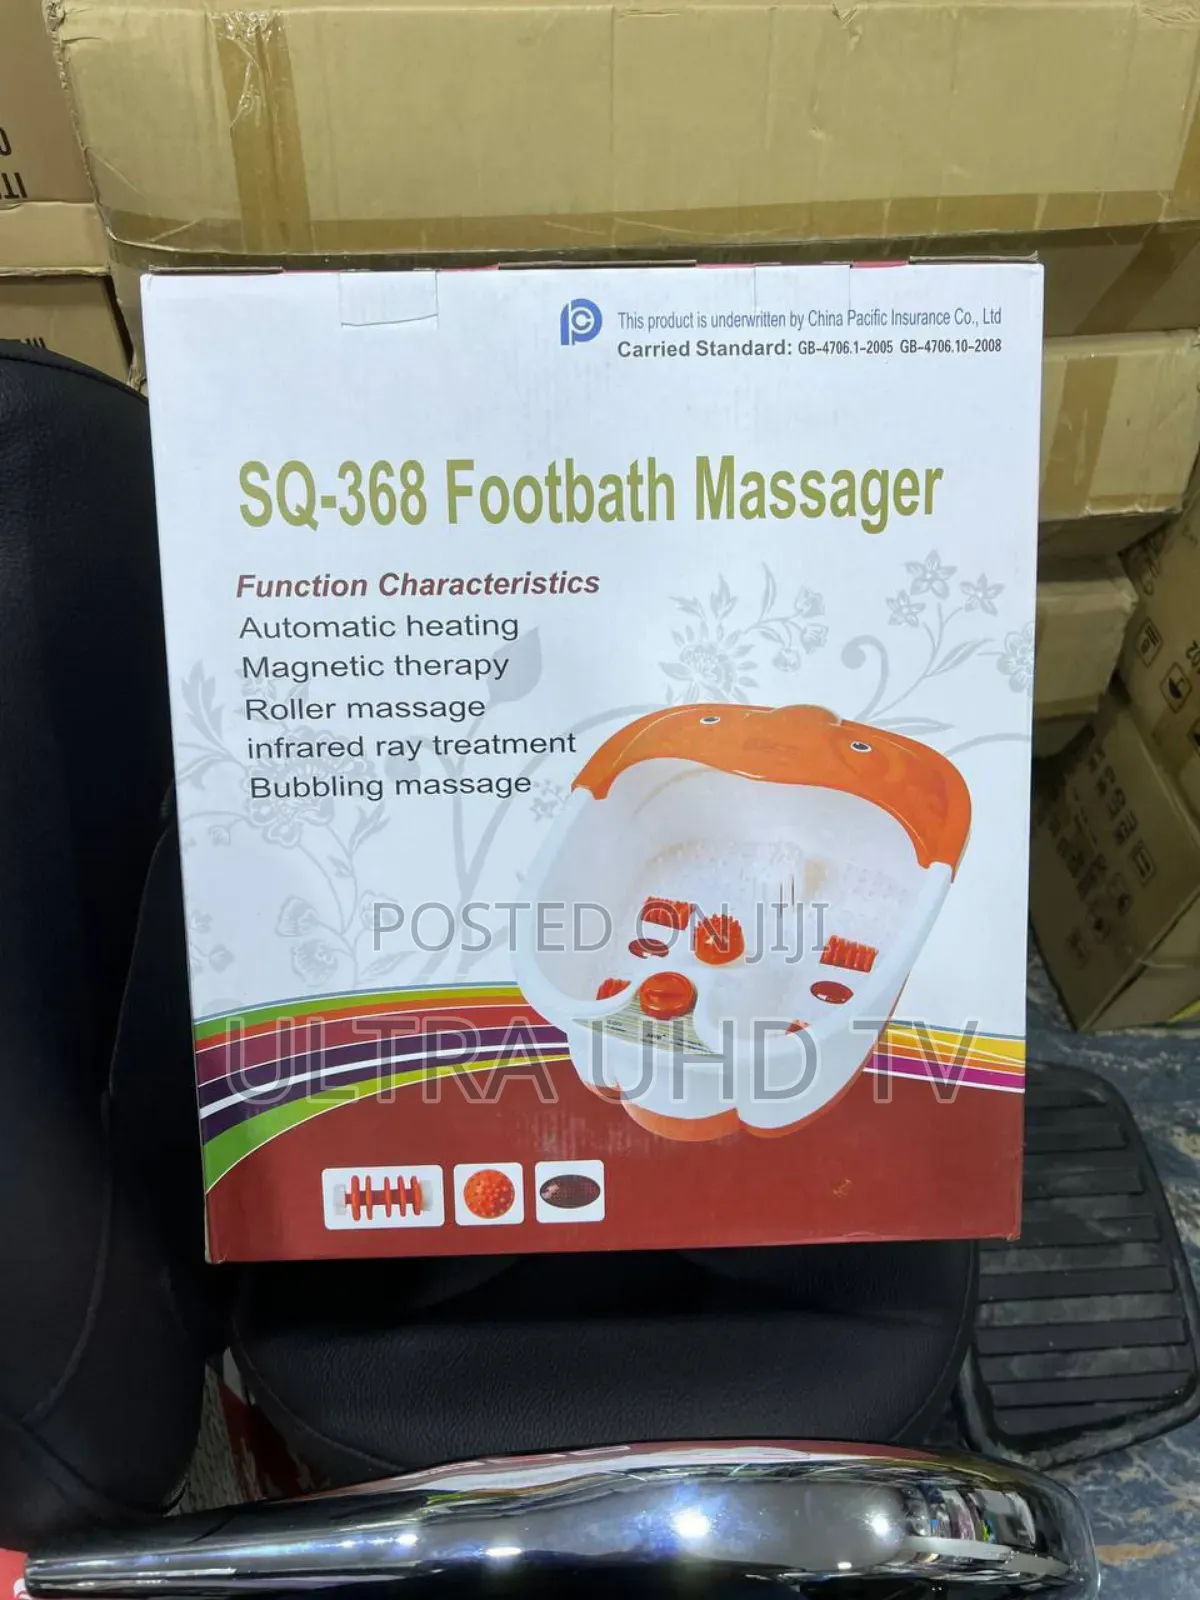 This product is underwritten by China Pacific Insurance Co., Ltd
Carried Standard: GB-4706.1-2005 GB-4706.10-2008
SQ-368 Footbath Massager
Function Characteristics
Automatic heating
Magnetic therapy
Roller massage
infrared ray treatment
Bubbling massage
POSTED ON JIJI
ULTRA UHD TV